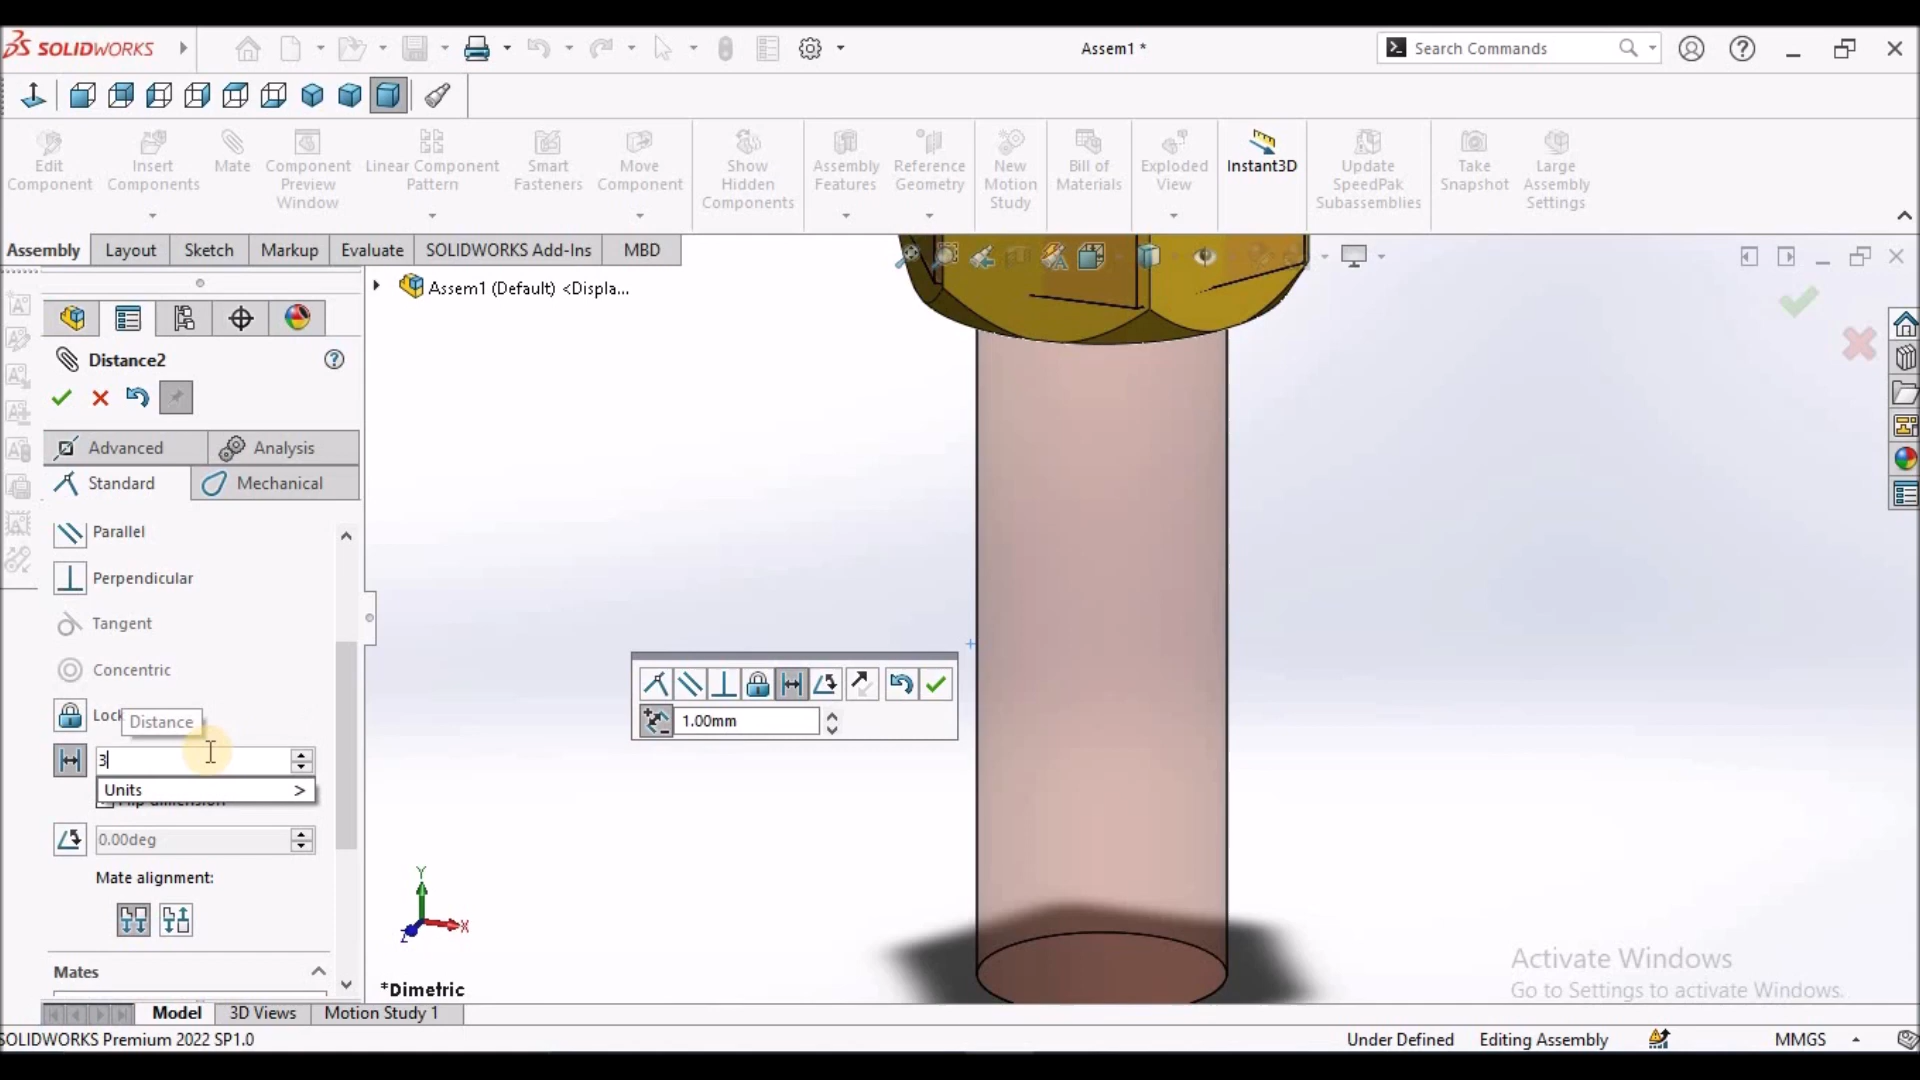 SOLIDWORKS
Assem1 *
Search Commands
Edit Component
Insert Components
Mate
Component Preview Window
Linear Component Pattern
Smart Fasteners
Move Component
Show Hidden Components
Assembly Features
Reference Geometry
New Motion Study
Bill of Materials
Exploded View
Instant3D
Update SpeedPak Subassemblies
Take Snapshot
Large Assembly Settings
Assembly
Layout
Sketch
Markup
Evaluate
SOLIDWORKS Add-Ins
MBD
Assem1 (Default) <Displa...
Distance2
Advanced
Analysis
Standard
Mechanical
Parallel
Perpendicular
Tangent
Concentric
Lock
Distance
1.00mm
3
Units >
0.00deg
Mate alignment:
Mates
Y
X
Z
*Dimetric
Activate Windows
Go to Settings to activate Windows.
Model
3D Views
Motion Study 1
SOLIDWORKS Premium 2022 SP1.0
Under Defined
Editing Assembly
MMGS